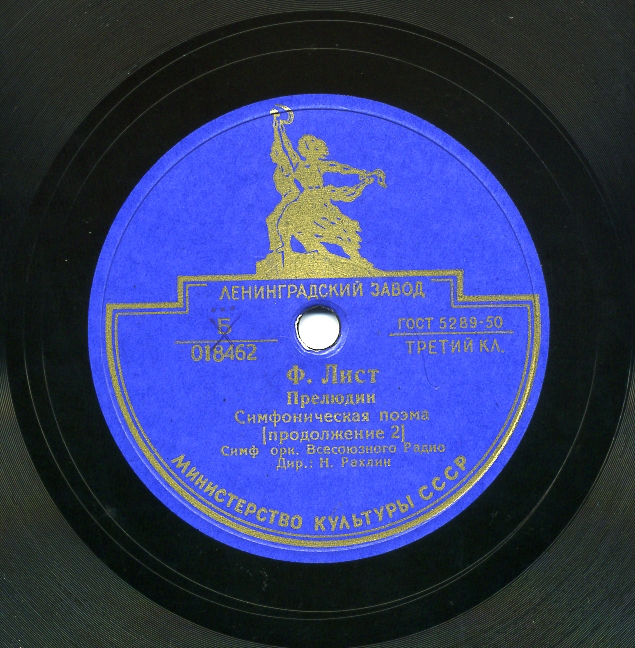 ЛЕНИНГРАДСКИЙ ЗАВОД
Б
018462
ГОСТ 5289-50
ТРЕТИЙ КЛ.
Ф. Лист
Прелюдии
Симфоническая поэма
[продолжение 2]
Симф орк. Всесоюзного Радио
Дир.: Н. Рахлин
МИНИСТЕРСТВО КУЛЬТУРЫ СССР